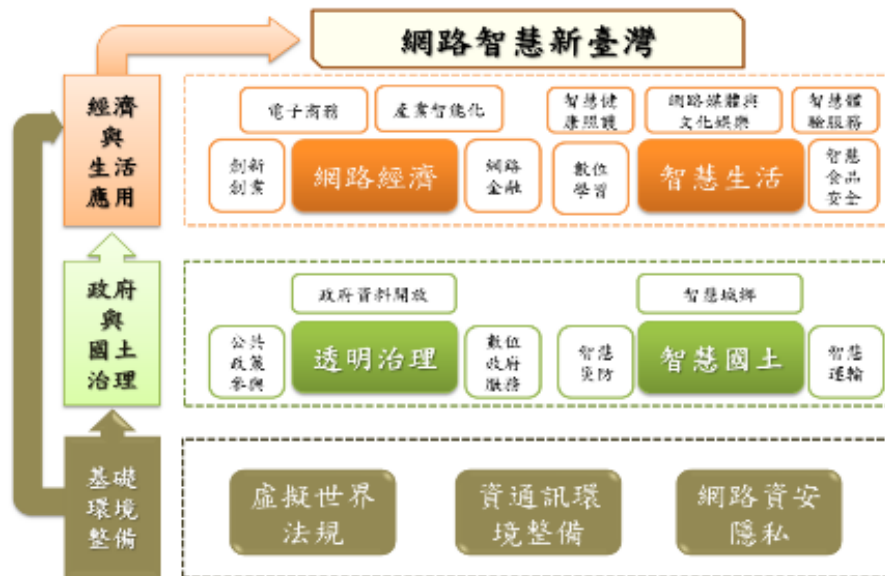 網路智慧新臺灣
經濟
與
生活
應用
電子商務
產業智能化
智慧健
康照護
網路媒體與
文化娛樂
智慧體
驗服務
創新
創業
網路經濟
網路
金融
數位
學習
智慧生活
智慧
食品
安全
政府
與
國土
治理
政府資料開放
智慧城鄉
公共
政策
參與
透明治理
數位
政府
服務
智慧
災防
智慧國土
智慧
運輸
基礎
環境
整備
虛擬世界
法規
資通訊環
境整備
網路資安
隱私